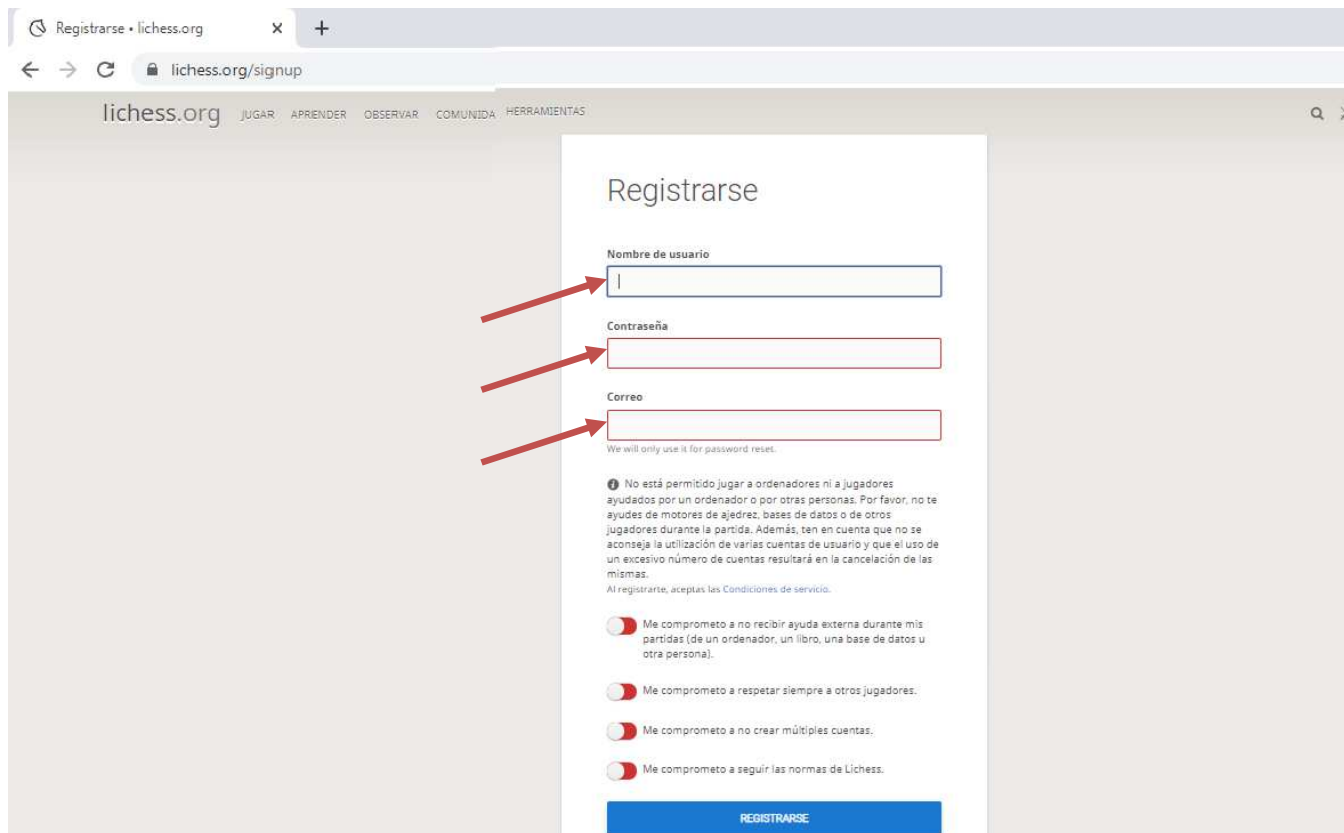 Registrarse • lichess.org
lichess.org/signup
lichess.org JUGAR APRENDER OBSERVAR COMUNIDA HERRAMIENTAS
Registrarse
Nombre de usuario
Contraseña
Correo
We will only use it for password reset.
No está permitido jugar a ordenadores ni a jugadores
ayudados por un ordenador o por otras personas. Por favor, no te
ayudes de motores de ajedrez, bases de datos o de otros
jugadores durante la partida. Además, ten en cuenta que no se
aconseja la utilización de varias cuentas de usuario y que el uso de
un excesivo número de cuentas resultará en la cancelación de las
mismas.
Al registrarte, aceptas las Condiciones de servicio.
Me comprometo a no recibir ayuda externa durante mis
partidas (de un ordenador, un libro, una base de datos u
otra persona).
Me comprometo a respetar siempre a otros jugadores.
Me comprometo a no crear múltiples cuentas.
Me comprometo a seguir las normas de Lichess.
REGISTRARSE